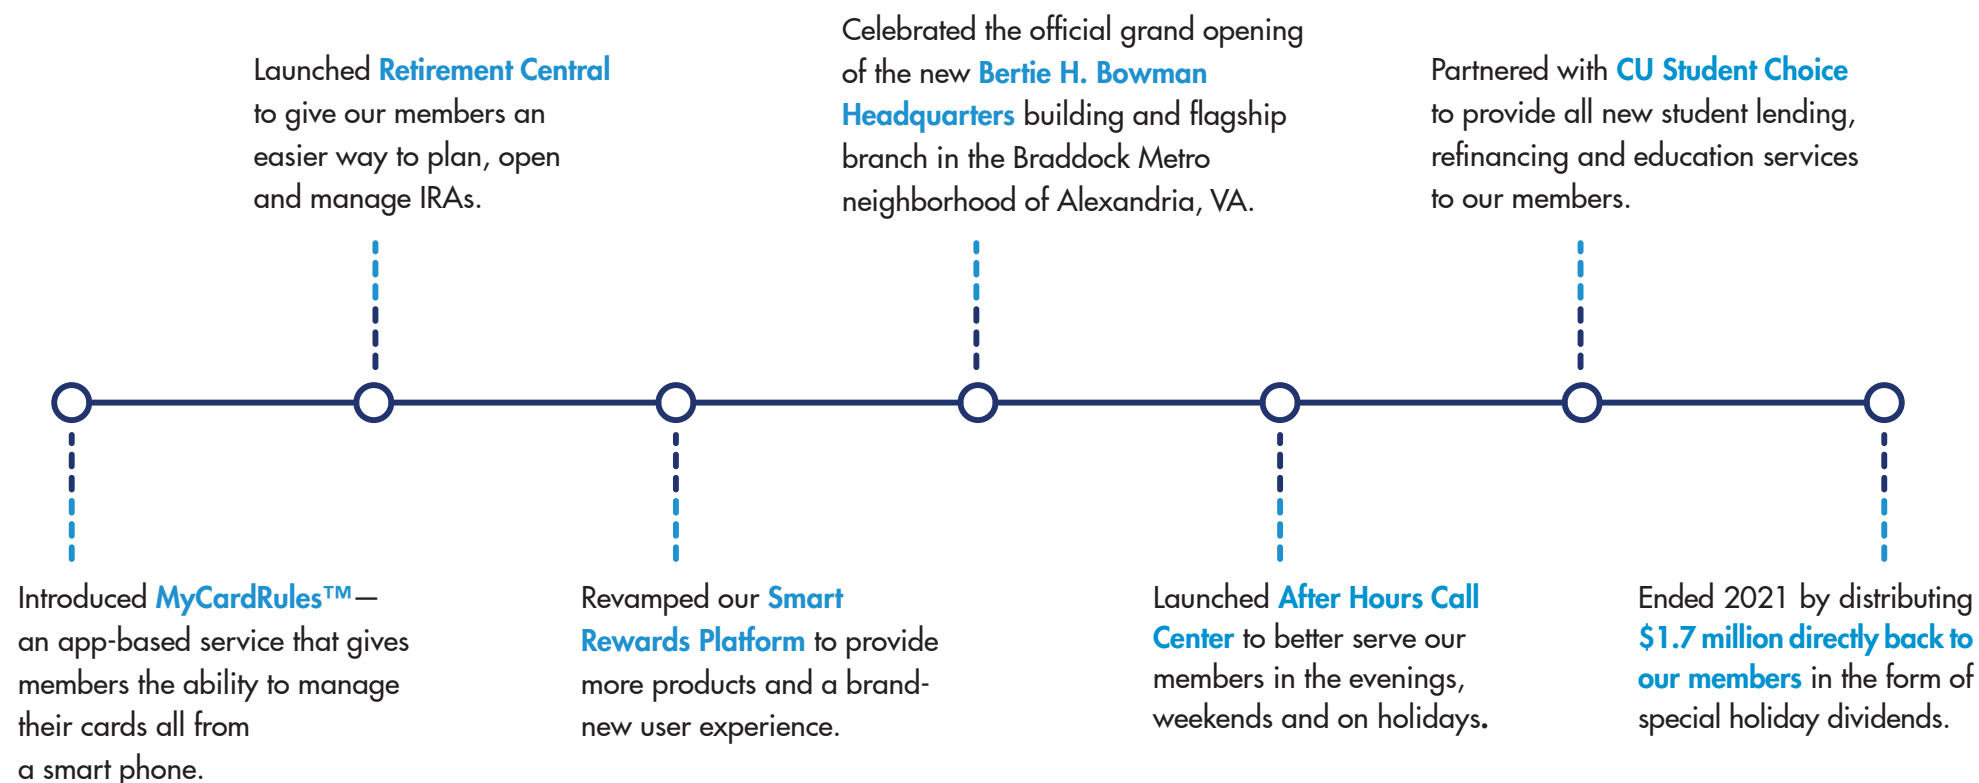 Launched Retirement Central
to give our members an
easier way to plan, open
and manage IRAs.
Celebrated the official grand opening
of the new Bertie H. Bowman
Headquarters building and flagship
branch in the Braddock Metro
neighborhood of Alexandria, VA.
Partnered with CU Student Choice
to provide all new student lending,
refinancing and education services
to our members.
Introduced MyCardRules™—
an app-based service that gives
members the ability to manage
their cards all from
a smart phone.
Revamped our Smart
Rewards Platform to provide
more products and a brand-
new user experience.
Launched After Hours Call
Center to better serve our
members in the evenings,
weekends and on holidays.
Ended 2021 by distributing
$1.7 million directly back to
our members in the form of
special holiday dividends.